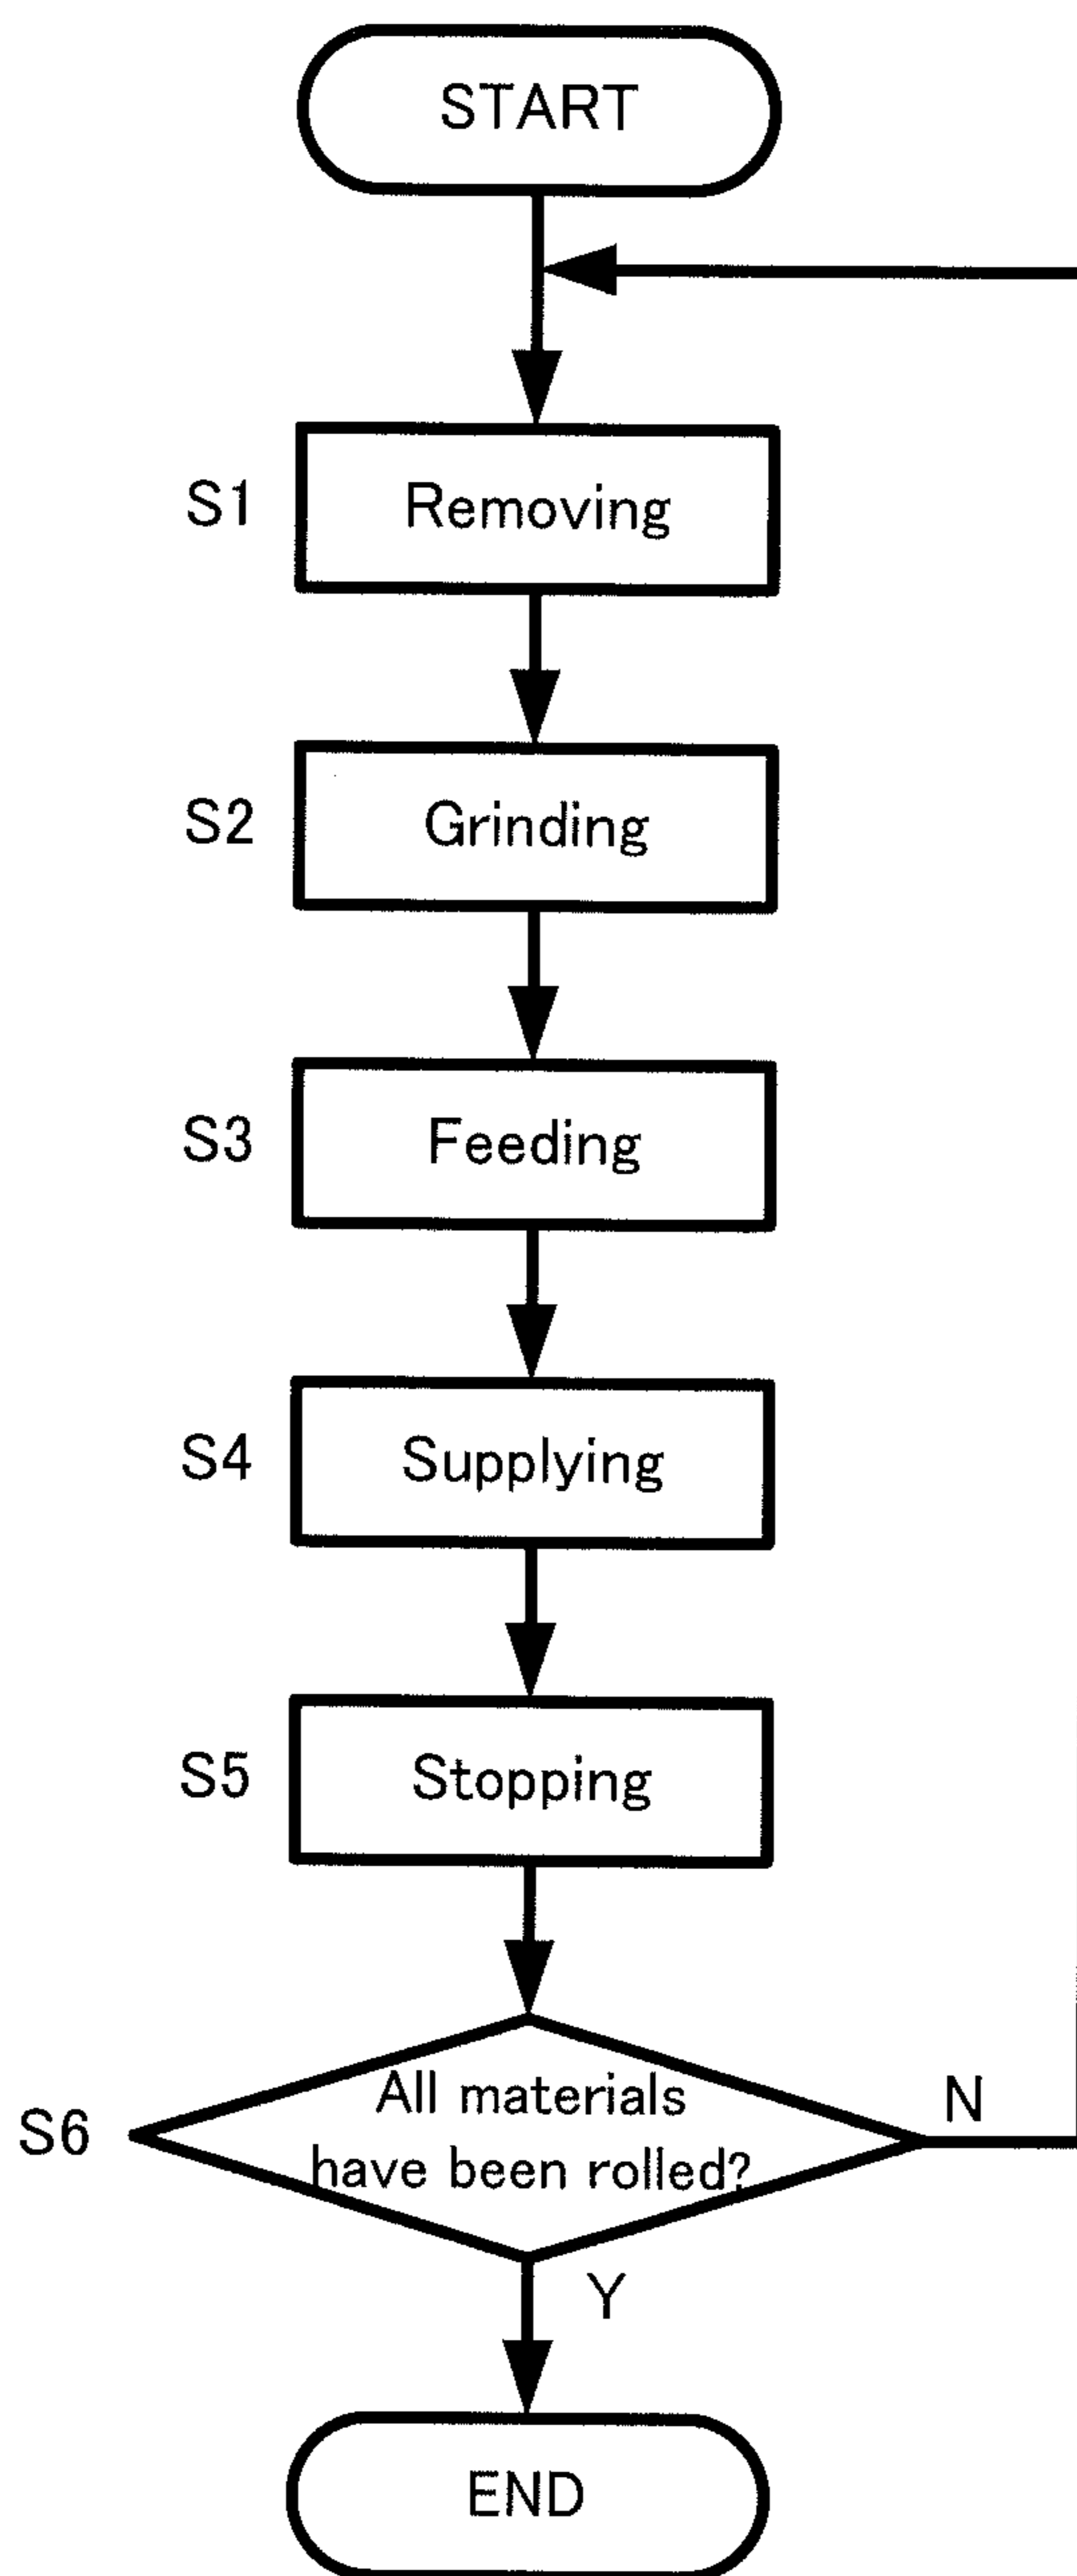 START
S1
Removing
S2
Grinding
S3
Feeding
S4
Supplying
S5
Stopping
S6
All materials
have been rolled?
N
Y
END